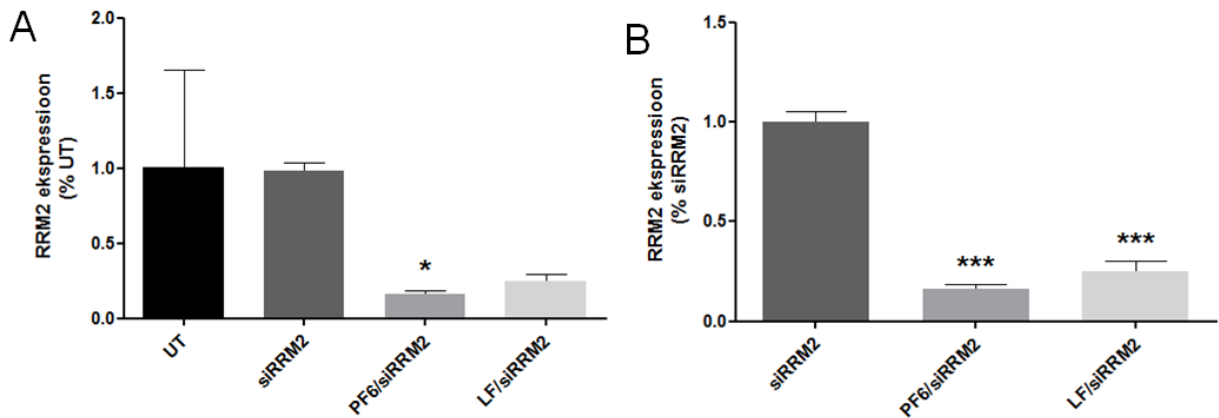 A
2.0
1.5
1.0
0.5
0.0
RRM2 ekspressioon
(% UT)
*
UT
siRRM2
PF6/siRRM2
LF/siRRM2
B
1.5
1.0
0.5
0.0
RRM2 ekspressioon
(% siRRM2)
***
***
siRRM2
PF6/siRRM2
LF/siRRM2